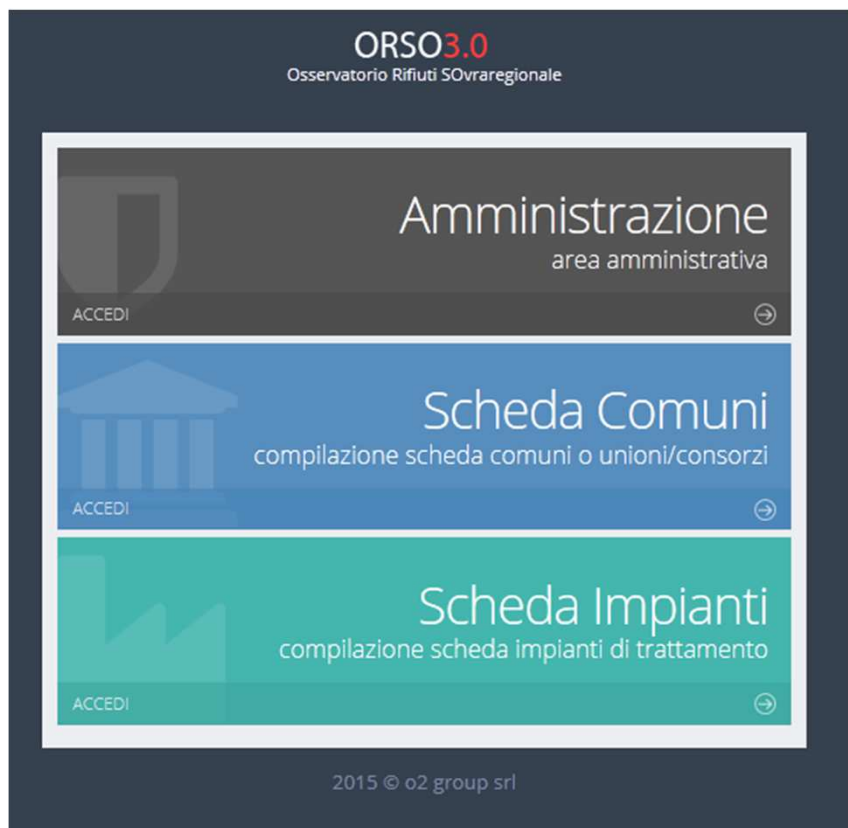 ORSO3.0
Osservatorio Rifiuti SOvraregionale
Amministrazione
area amministrativa
ACCEDI
Scheda Comuni
compilazione scheda comuni o unioni/consorzi
ACCEDI
Scheda Impianti
compilazione scheda impianti di trattamento
ACCEDI
2015 © o2 group srl